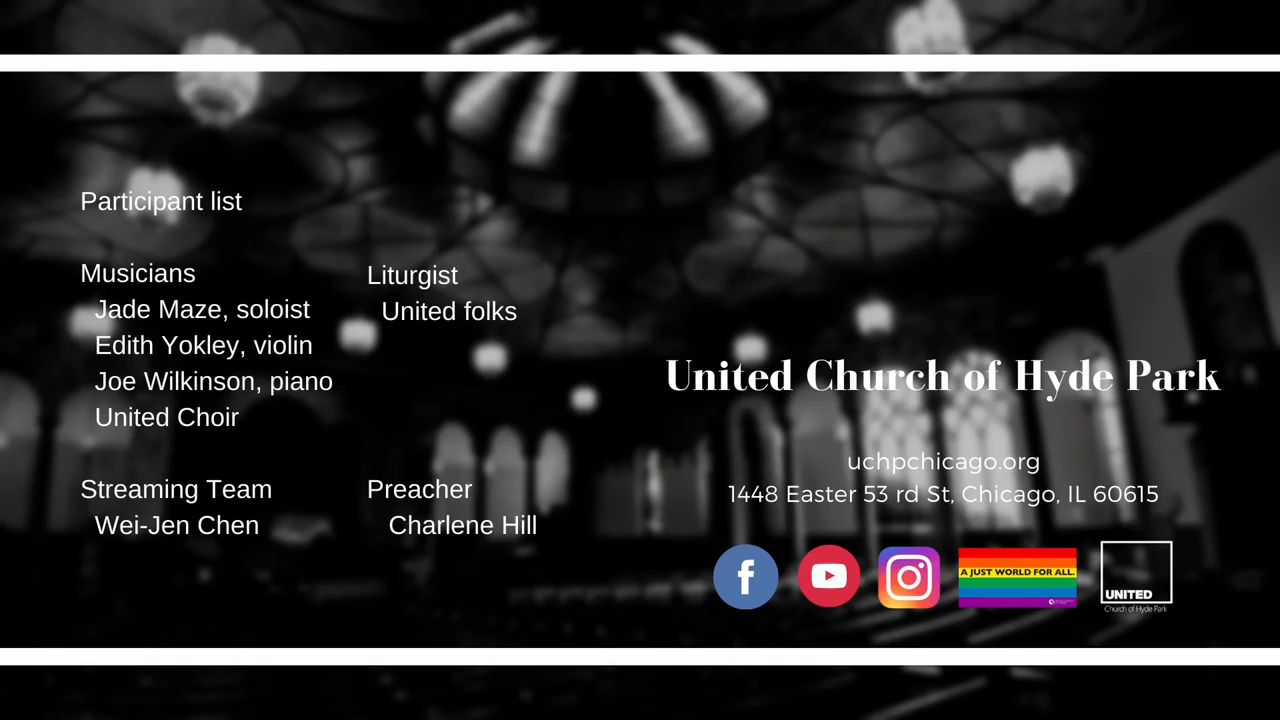 Participant list
Musicians
Jade Maze, soloist
Edith Yokley, violin
Joe Wilkinson, piano
United Choir
Streaming Team
Wei-Jen Chen
Liturgist
United folks
Preacher
Charlene Hill
United Church of Hyde Park
uchpchicago.org
1448 Easter 53 rd St, Chicago, IL 60615
A JUST WORLD FOR ALL.
UNITED
Church of Hyde Park